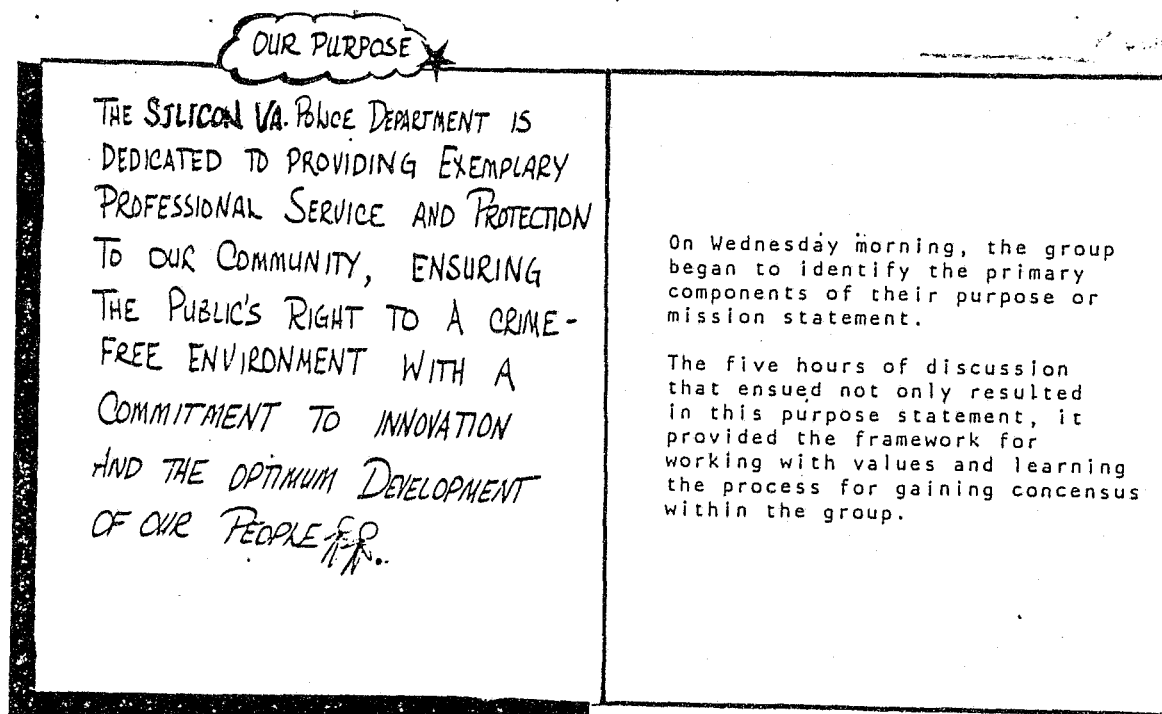 OUR PURPOSE
THE SILICON VA. POLICE DEPARTMENT IS
DEDICATED TO PROVIDING EXEMPLARY
PROFESSIONAL SERVICE AND PROTECTION
TO OUR COMMUNITY, ENSURING
THE PUBLIC'S RIGHT TO A CRIME-
FREE ENVIRONMENT WITH A
COMMITMENT TO INNOVATION
AND THE OPTIMUM DEVELOPMENT
OF OUR PEOPLE
On Wednesday morning, the group
began to identify the primary
components of their purpose or
mission statement.
The five hours of discussion
that ensued not only resulted
in this purpose statement, it
provided the framework for
working with values and learning
the process for gaining concensus
within the group.